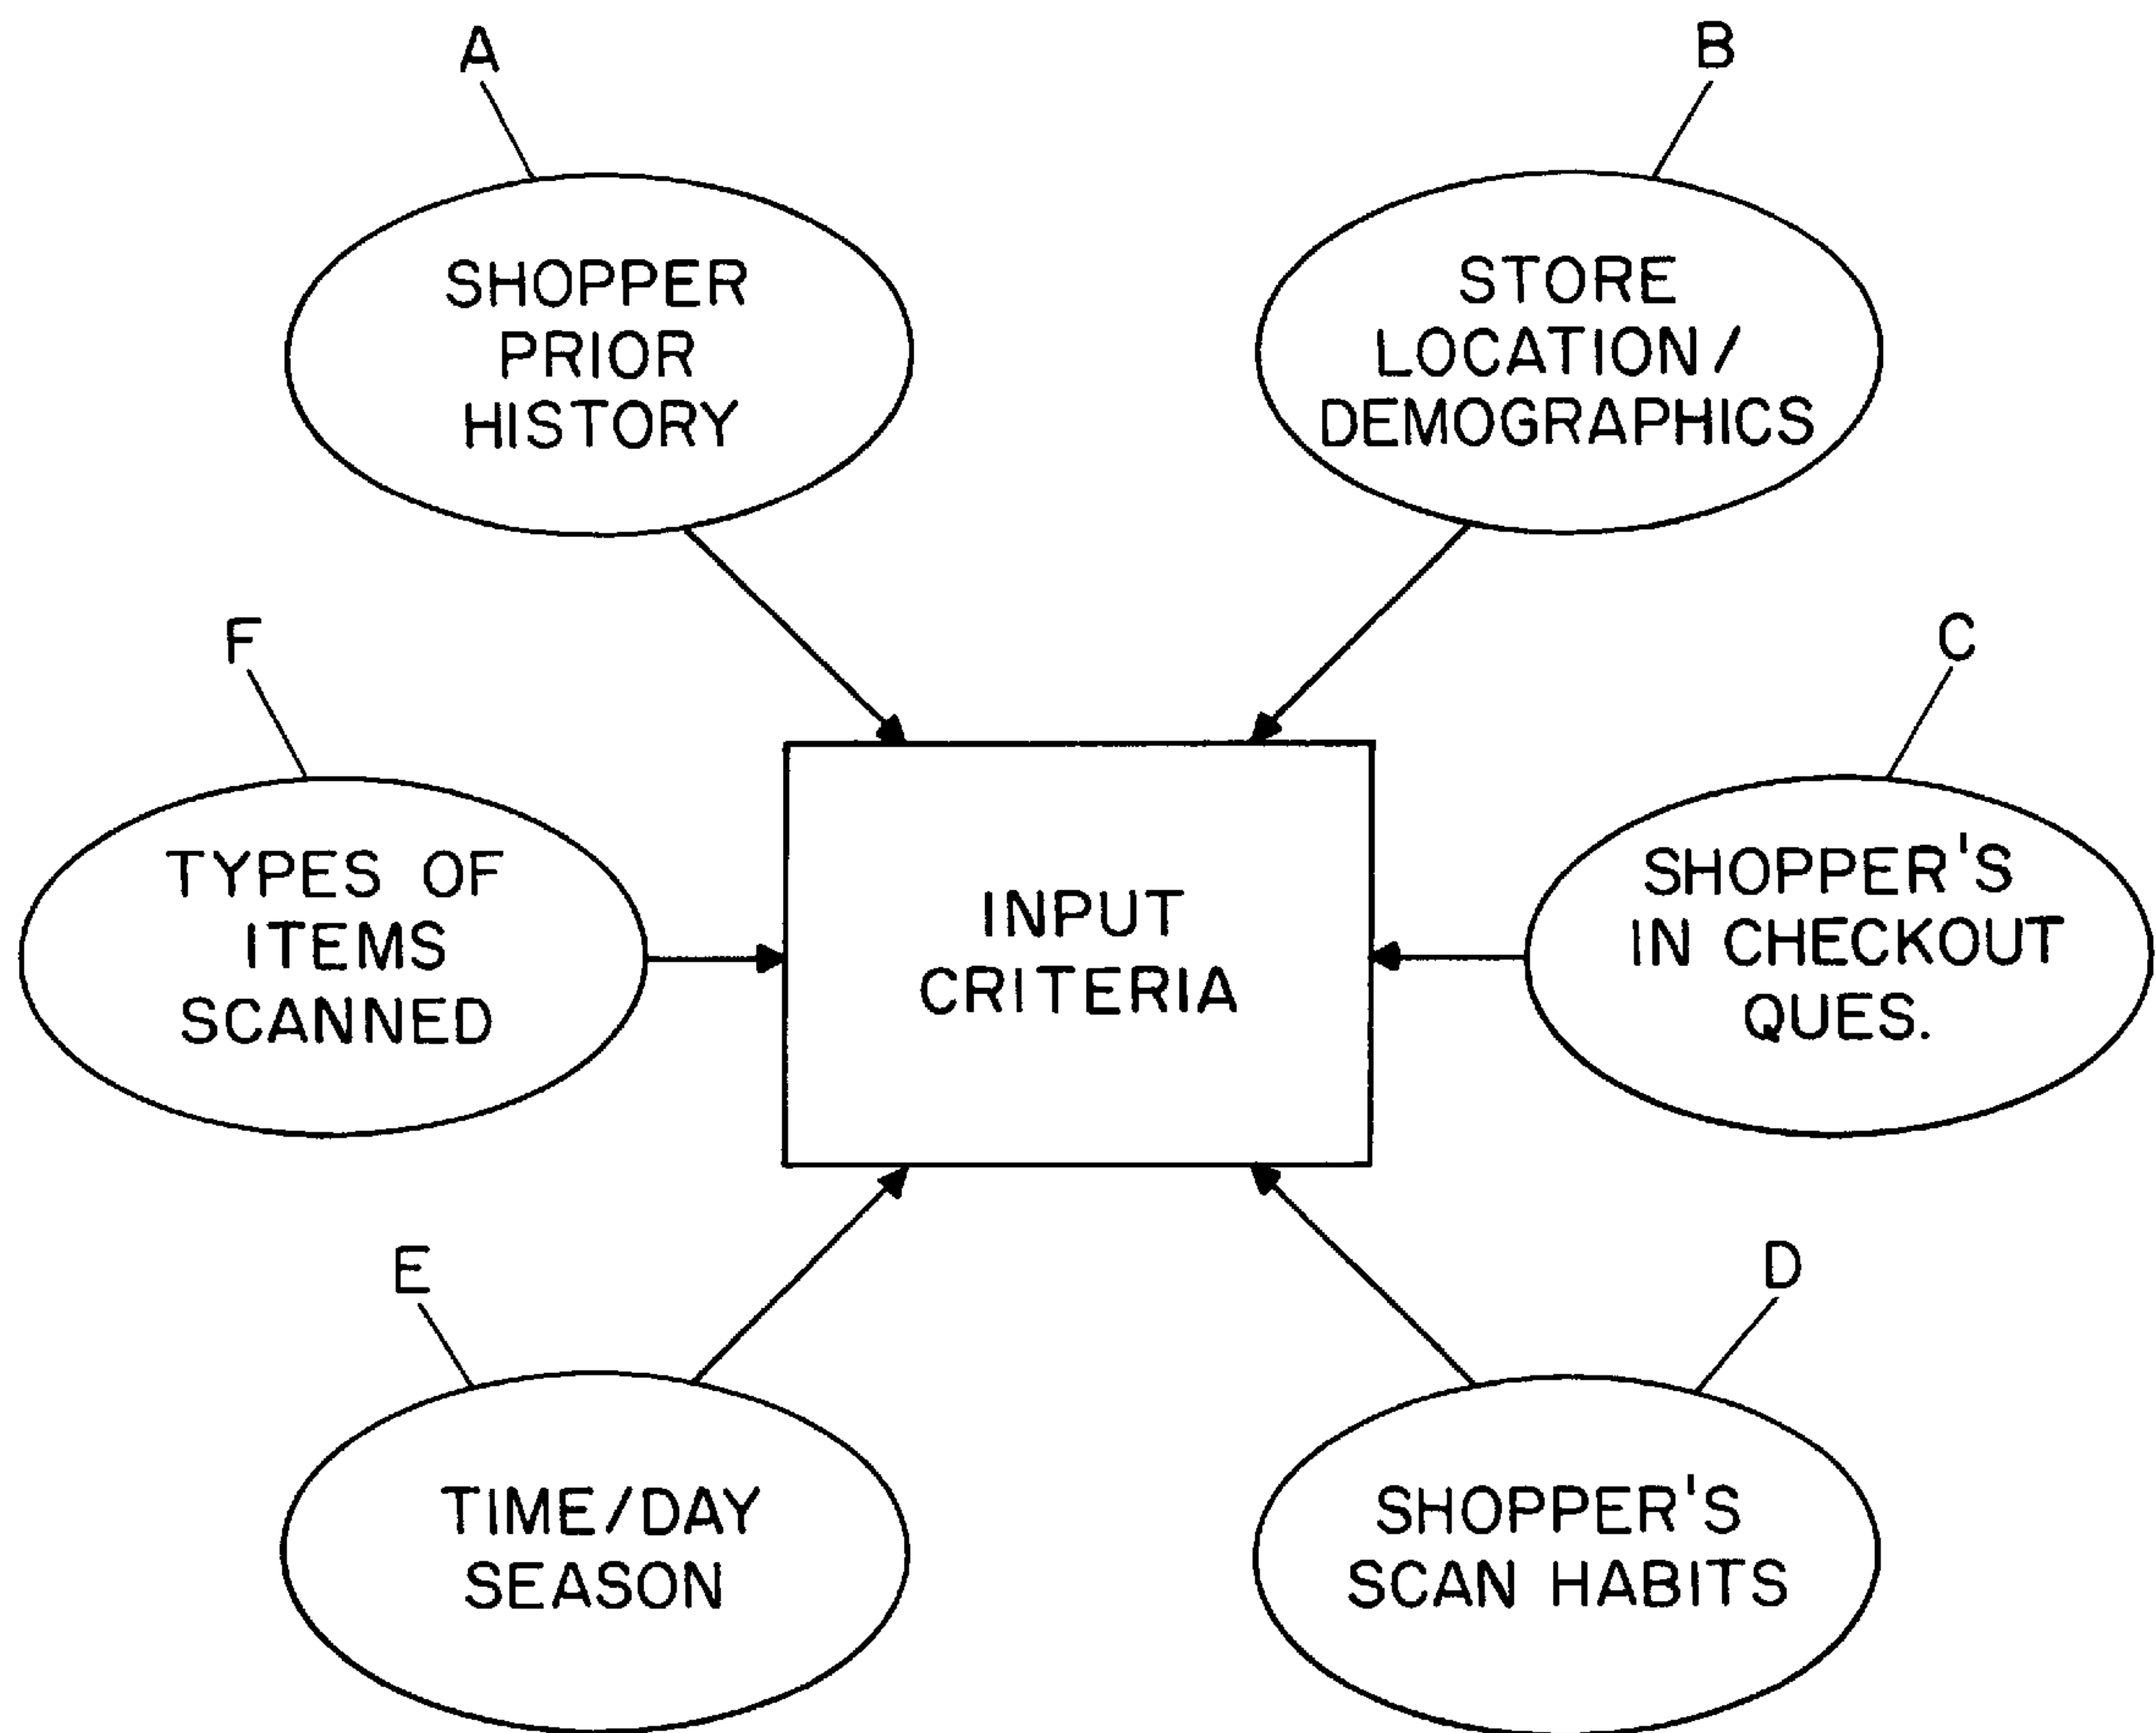 A
SHOPPER
PRIOR
HISTORY
B
STORE
LOCATION/
DEMOGRAPHICS
F
TYPES OF
ITEMS
SCANNED
INPUT
CRITERIA
C
SHOPPER'S
IN CHECKOUT
QUES.
E
TIME/DAY
SEASON
D
SHOPPER'S
SCAN HABITS